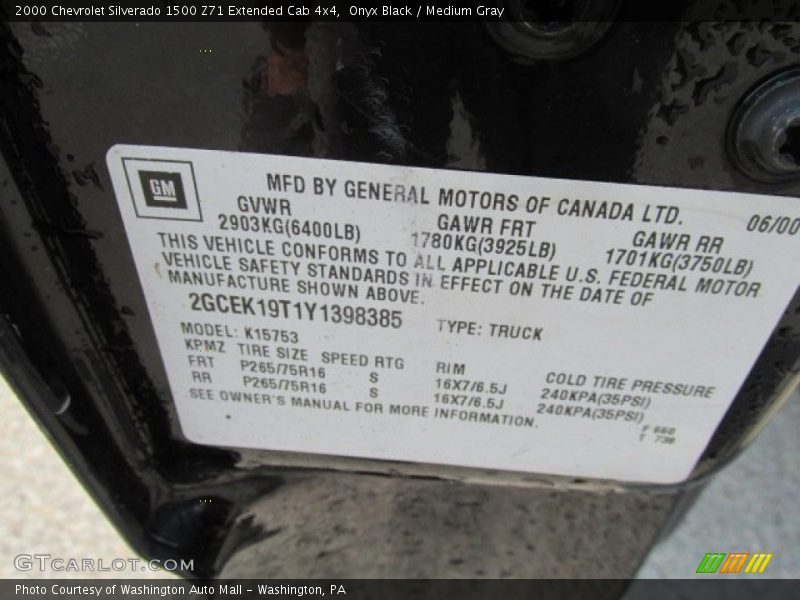 2000 Chevrolet Silverado 1500 Z71 Extended Cab 4x4, Onyx Black / Medium Gray
GM
MFD BY GENERAL MOTORS OF CANADA LTD.
06/00
GVWR GAWR FRT GAWR RR
2903KG(6400LB) 1780KG(3925LB) 1701KG(3750LB)
THIS VEHICLE CONFORMS TO ALL APPLICABLE U.S. FEDERAL MOTOR
VEHICLE SAFETY STANDARDS IN EFFECT ON THE DATE OF
MANUFACTURE SHOWN ABOVE.
2GCEK19T1Y1398385 TYPE: TRUCK
MODEL: K15753
KPMZ TIRE SIZE SPEED RTG RIM COLD TIRE PRESSURE
FRT P265/75R16 S 16X7/6.5J 240KPA(35PSI)
RR P265/75R16 S 16X7/6.5J 240KPA(35PSI)
SEE OWNER'S MANUAL FOR MORE INFORMATION.
F 660
T 730
GTCarLot.com
Photo Courtesy of Washington Auto Mall - Washington, PA